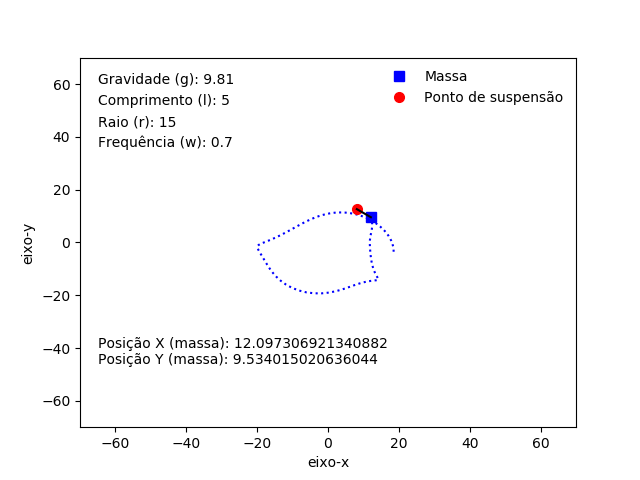 Gravidade (g): 9.81
Comprimento (l): 5
Raio (r): 15
Frequência (w): 0.7
Massa
Ponto de suspensão
60
40
20
0
−20
−40
−60
eixo-y
Posição X (massa): 12.097306921340882
Posição Y (massa): 9.534015020636044
−60 −40 −20 0 20 40 60
eixo-x